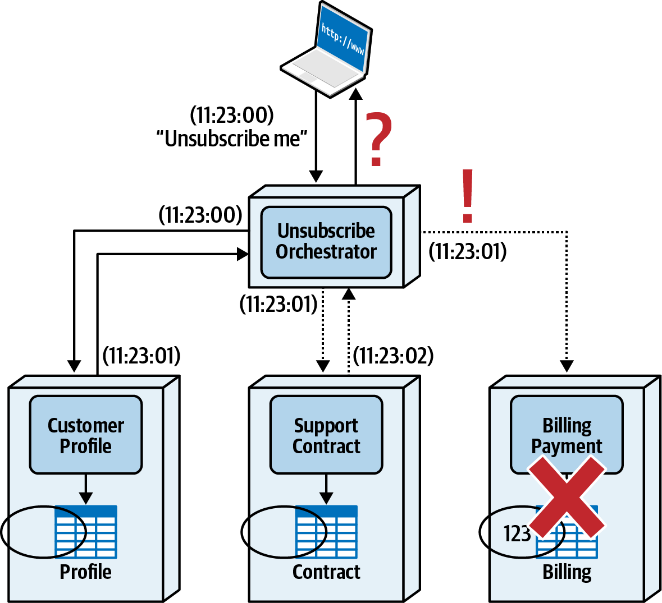 http://www
(11:23:00)
“Unsubscribe me”
?
!
(11:23:00)
Unsubscribe
Orchestrator
(11:23:01)
(11:23:01)
(11:23:01)
(11:23:02)
Customer
Profile
Support
Contract
Billing
Payment
123
Profile
Contract
Billing